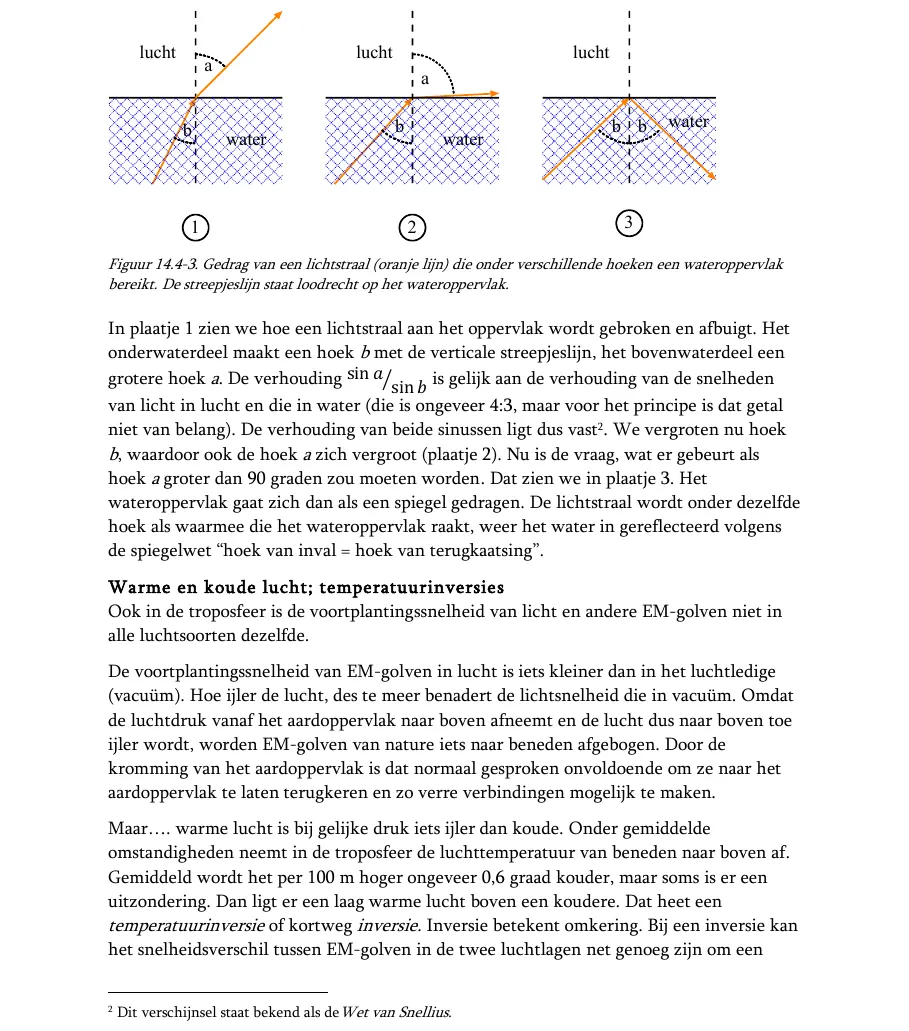 lucht
a
b
water
1
lucht
a
b
water
2
lucht
b
b
water
3
Figuur 14.4-3. Gedrag van een lichtstraal (oranje lijn) die onder verschillende hoeken een wateroppervlak
bereikt. De streepjeslijn staat loodrecht op het wateroppervlak.
In plaatje 1 zien we hoe een lichtstraal aan het oppervlak wordt gebroken en afbuigt. Het
onderwaterdeel maakt een hoek b met de verticale streepjeslijn, het bovenwaterdeel een
grotere hoek a. De verhouding sin a/sin b is gelijk aan de verhouding van de snelheden
van licht in lucht en die in water (die is ongeveer 4:3, maar voor het principe is dat getal
niet van belang). De verhouding van beide sinussen ligt dus vast². We vergroten nu hoek
b, waardoor ook de hoek a zich vergroot (plaatje 2). Nu is de vraag, wat er gebeurt als
hoek a groter dan 90 graden zou moeten worden. Dat zien we in plaatje 3. Het
wateroppervlak gaat zich dan als een spiegel gedragen. De lichtstraal wordt onder dezelfde
hoek als waarmee die het wateroppervlak raakt, weer het water in gereflecteerd volgens
de spiegelwet “hoek van inval = hoek van terugkaatsing”.
Warme en koude lucht; temperatuurinversies
Ook in de troposfeer is de voortplantingssnelheid van licht en andere EM-golven niet in
alle luchtsoorten dezelfde.
De voortplantingssnelheid van EM-golven in lucht is iets kleiner dan in het luchtledige
(vacuüm). Hoe ijler de lucht, des te meer benadert de lichtsnelheid die in vacuüm. Omdat
de luchtdruk vanaf het aardoppervlak naar boven afneemt en de lucht dus naar boven toe
ijler wordt, worden EM-golven van nature iets naar beneden afgebogen. Door de
kromming van het aardoppervlak is dat normaal gesproken onvoldoende om ze naar het
aardoppervlak te laten terugkeren en zo verre verbindingen mogelijk te maken.
Maar…. warme lucht is bij gelijke druk iets ijler dan koude. Onder gemiddelde
omstandigheden neemt in de troposfeer de luchttemperatuur van beneden naar boven af.
Gemiddeld wordt het per 100 m hoger ongeveer 0,6 graad kouder, maar soms is er een
uitzondering. Dan ligt er een laag warme lucht boven een koudere. Dat heet een
temperatuurinversie of kortweg inversie. Inversie betekent omkering. Bij een inversie kan
het snelheidsverschil tussen EM-golven in de twee luchtlagen net genoeg zijn om een
² Dit verschijnsel staat bekend als de Wet van Snellius.